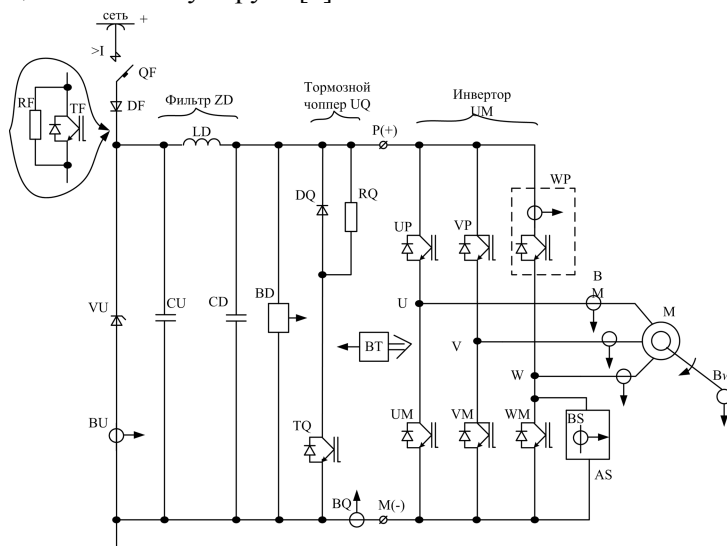 сеть +
>I
QF
RF
TF
DF
Фильтр ZD
LD
Тормозной
чоппер UQ
Инвертор
UM
P(+)
WP
DQ
RQ
UP
VP
VU
CU
CD
BD
BT
U
V
W
B
M
M
BU
TQ
UM
VM
WM
BS
AS
BQ
M(-)